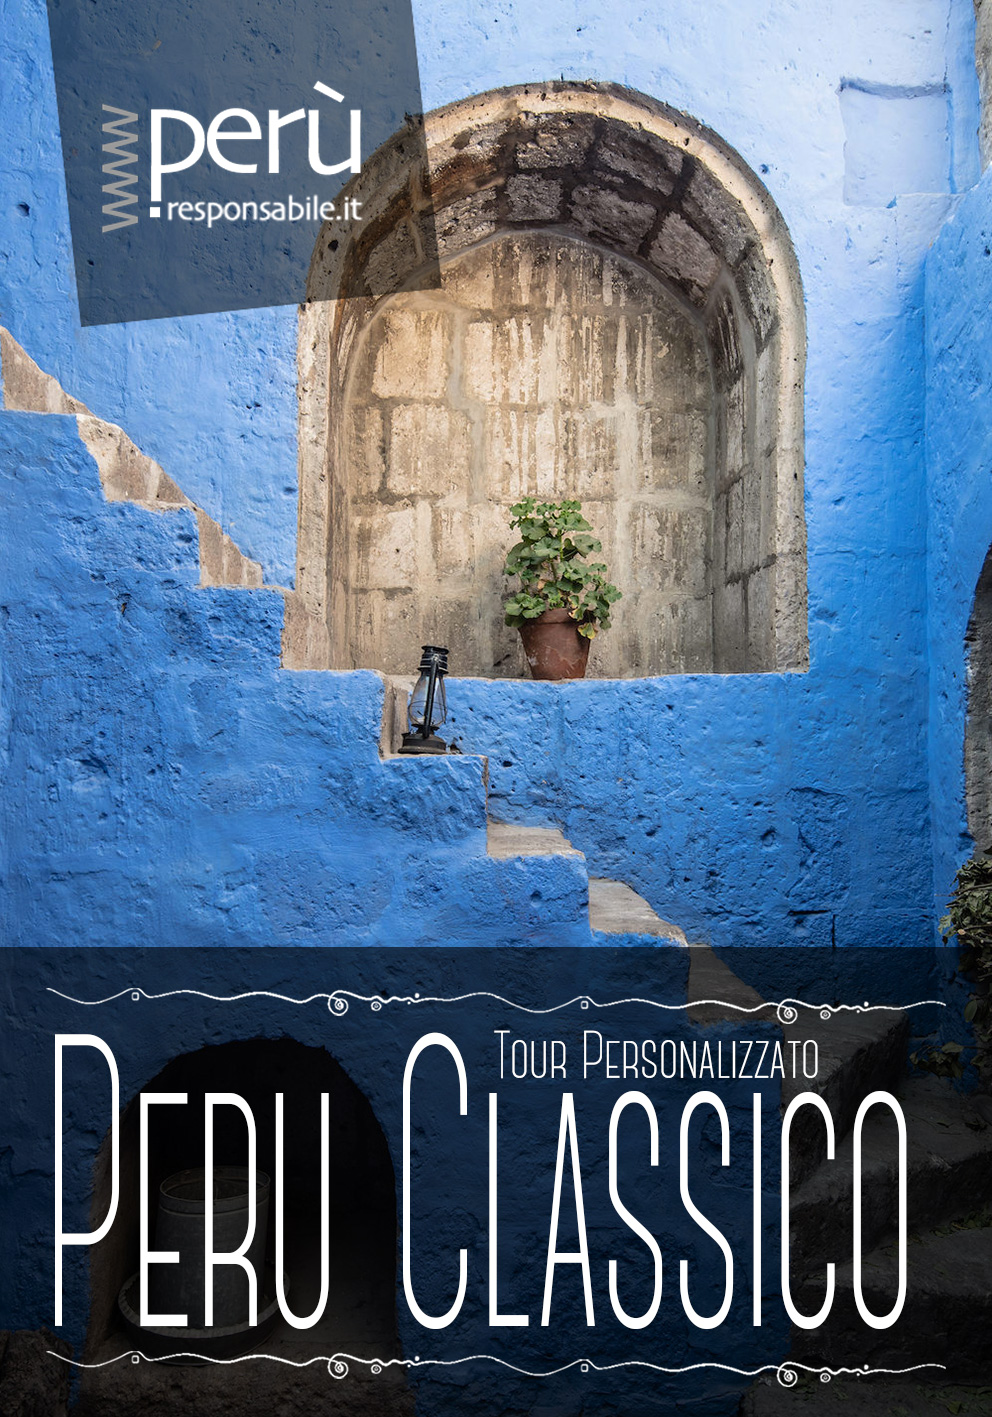 www.perù
.responsabile.it
Tour Personalizzato
Peru Classico